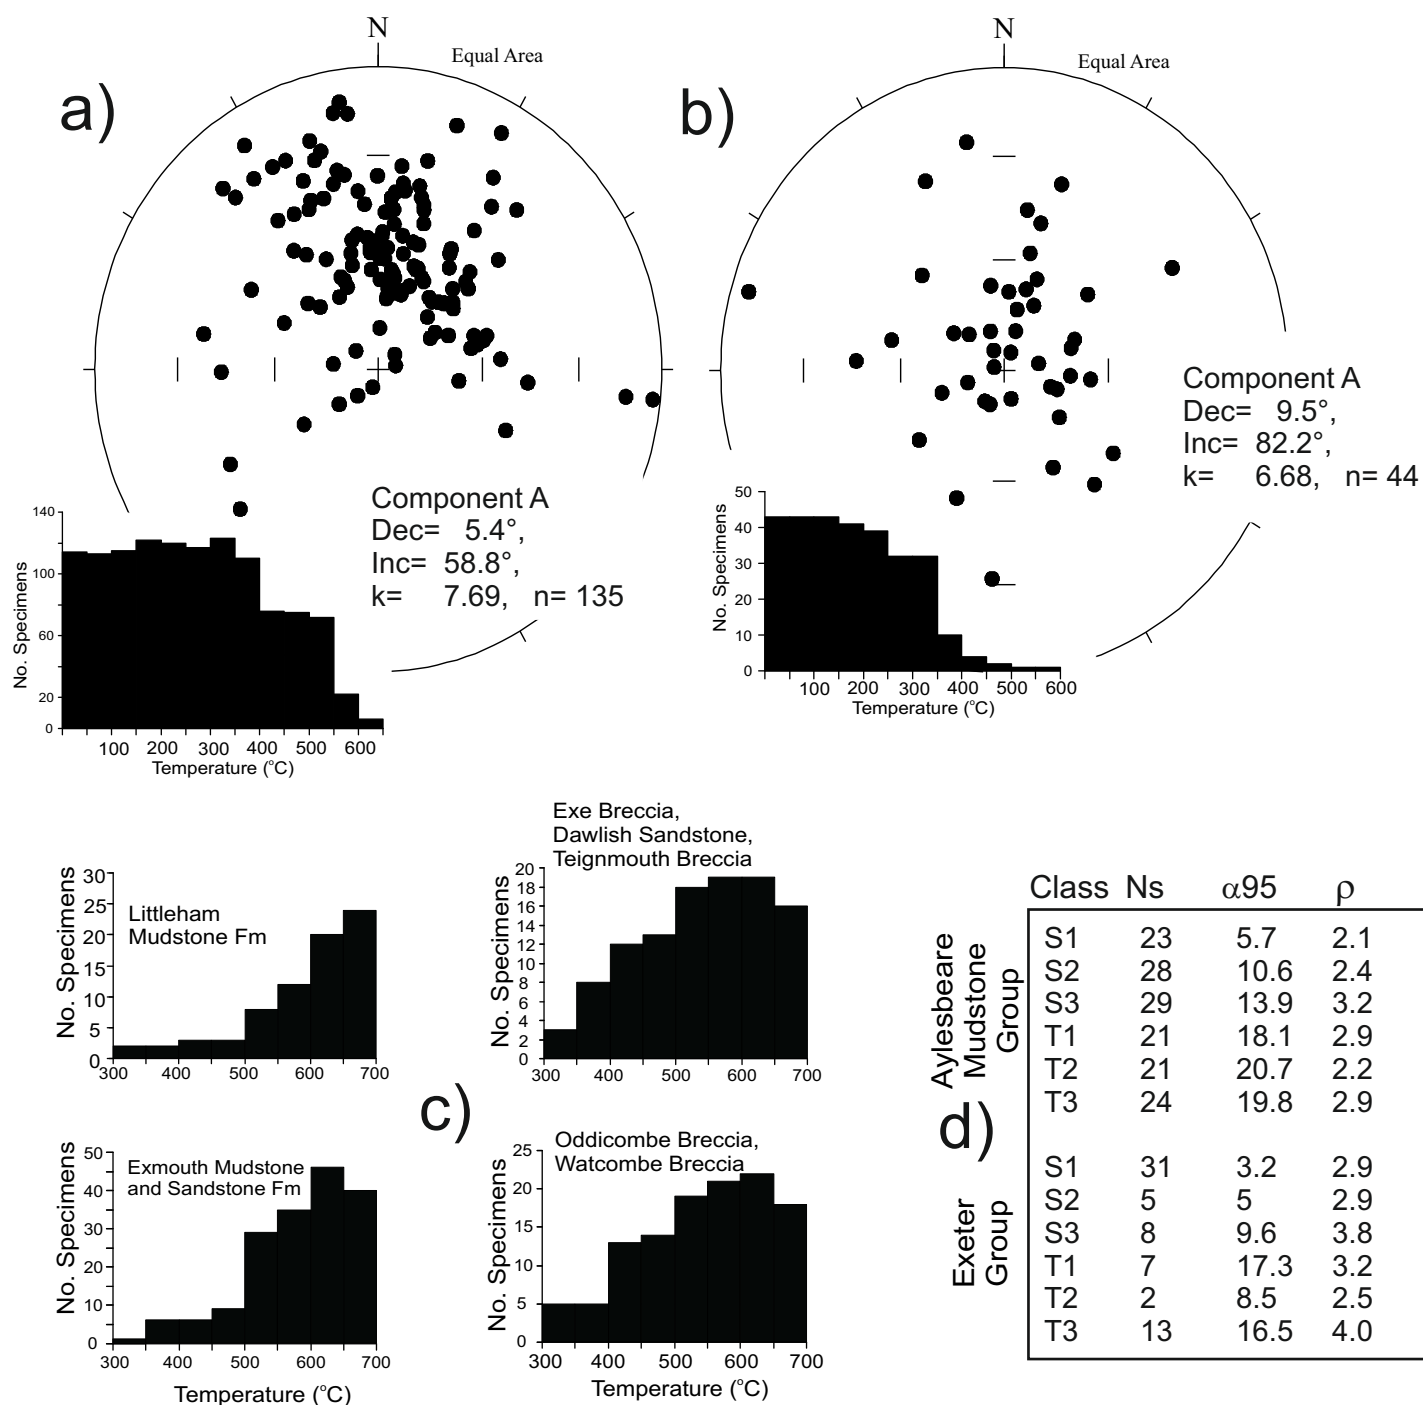 a)
N
Equal Area
Component A
Dec= 5.4°,
Inc= 58.8°,
k= 7.69, n= 135
No. Specimens
140
100
60
20
0
100 200 300 400 500 600
Temperature (°C)
b)
N
Equal Area
Component A
Dec= 9.5°,
Inc= 82.2°,
k= 6.68, n= 44
No. Specimens
50
40
30
20
10
0
100 200 300 400 500 600
Temperature (°C)
c)
Littleham
Mudstone Fm
No. Specimens
30
25
20
15
10
5
0
300 400 500 600 700
Exe Breccia,
Dawlish Sandstone,
Teignmouth Breccia
No. Specimens
20
18
16
14
12
10
8
6
4
2
0
300 400 500 600 700
Exmouth Mudstone
and Sandstone Fm
No. Specimens
50
40
30
20
10
0
300 400 500 600 700
Temperature (°C)
Oddicombe Breccia,
Watcombe Breccia
No. Specimens
25
20
15
10
5
0
300 400 500 600 700
Temperature (°C)
d)
Class Ns α95 ρ
Aylesbeare
Mudstone
Group
S1 23 5.7 2.1
S2 28 10.6 2.4
S3 29 13.9 3.2
T1 21 18.1 2.9
T2 21 20.7 2.2
T3 24 19.8 2.9
Exeter
Group
S1 31 3.2 2.9
S2 5 5 2.9
S3 8 9.6 3.8
T1 7 17.3 3.2
T2 2 8.5 2.5
T3 13 16.5 4.0